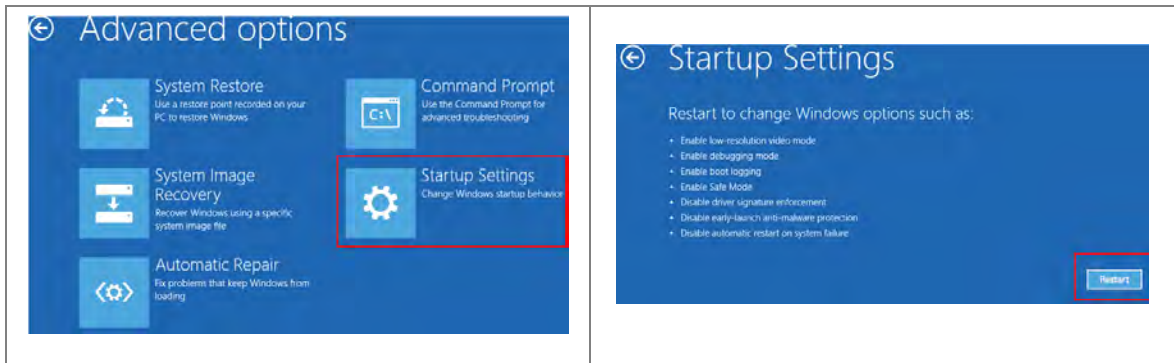 Advanced options
System Restore
Use a restore point recorded on your
PC to restore Windows
Command Prompt
Use the Command Prompt for
advanced troubleshooting
C:\
System Image
Recovery
Recover Windows using a specific
system image file
Startup Settings
Change Windows startup behavior
Automatic Repair
Fix problems that keep Windows from
loading
Startup Settings
Restart to change Windows options such as:
• Enable low-resolution video mode
• Enable debugging mode
• Enable boot logging
• Enable Safe Mode
• Disable driver signature enforcement
• Disable early-launch anti-malware protection
• Disable automatic restart on system failure
Restart